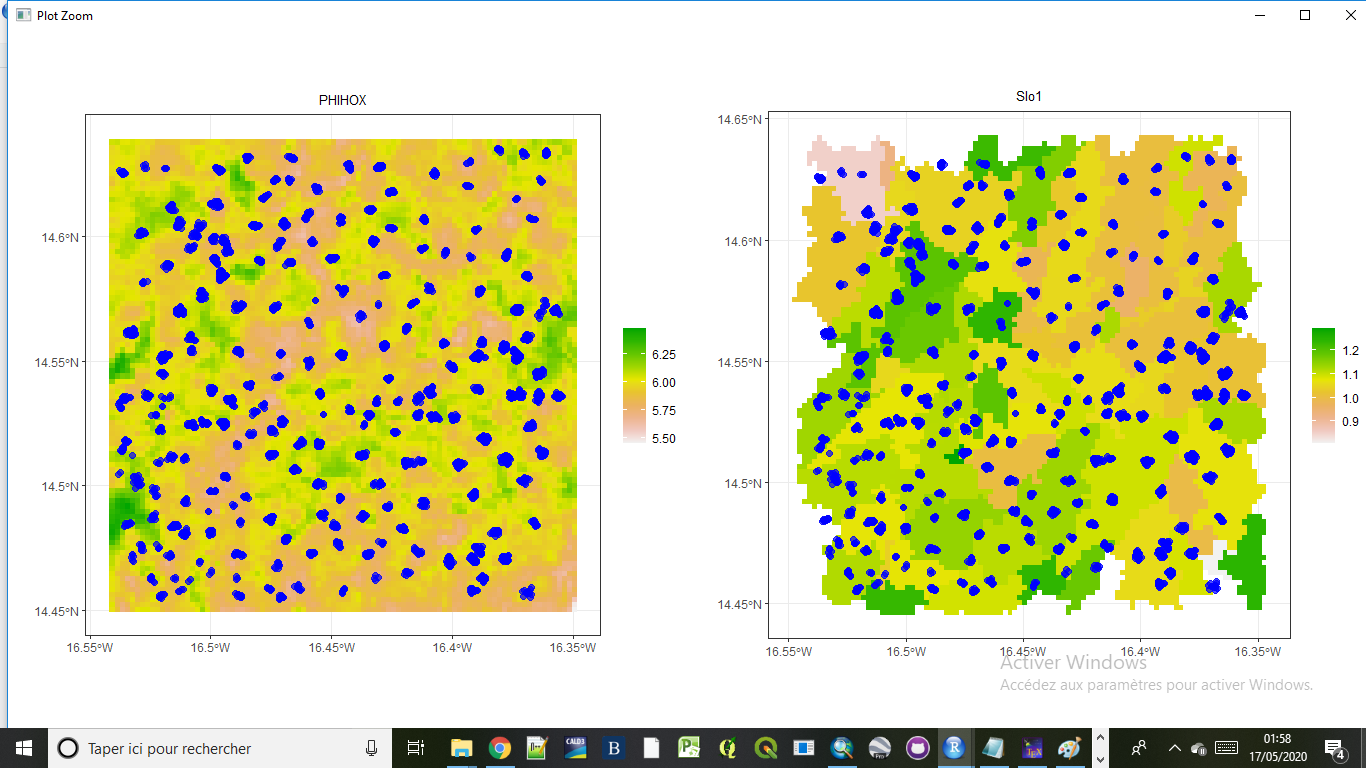 Plot Zoom
PHIHOX
14.6°N
14.55°N
14.5°N
14.45°N
16.55°W
16.5°W
16.45°W
16.4°W
16.35°W
6.25
6.00
5.75
5.50
Slo1
14.65°N
14.6°N
14.55°N
14.5°N
14.45°N
16.55°W
16.5°W
16.45°W
16.4°W
16.35°W
1.2
1.1
1.0
0.9
Activer Windows
Accédez aux paramètres pour activer Windows.
Taper ici pour rechercher
CALD3
B
R
Pro
TEX
01:58
17/05/2020
4